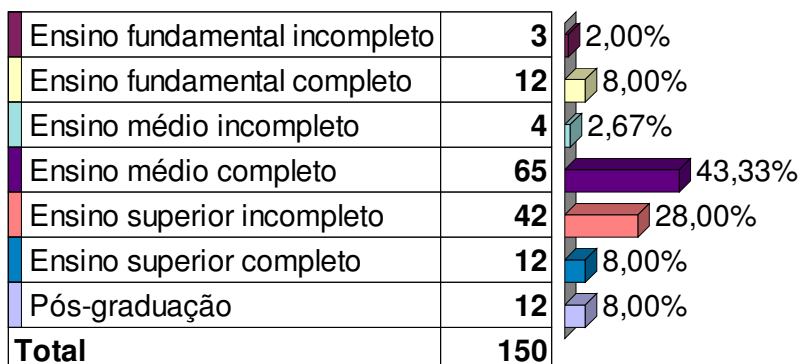 Ensino fundamental incompleto 3 2,00%
Ensino fundamental completo 12 8,00%
Ensino médio incompleto 4 2,67%
Ensino médio completo 65 43,33%
Ensino superior incompleto 42 28,00%
Ensino superior completo 12 8,00%
Pós-graduação 12 8,00%
Total 150